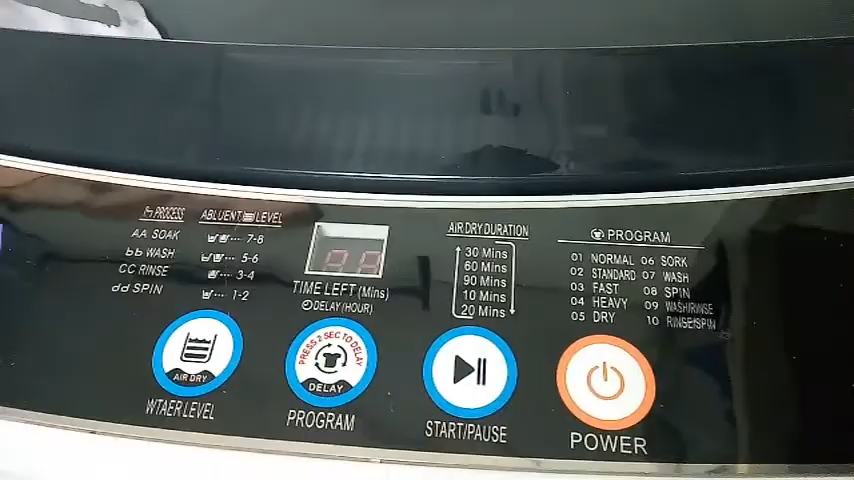 PROCESS
AA SOAK
bb WASH
CC RINSE
dd SPIN
ABLUENT LEVEL
7-8
5-6
3-4
1-2
AA
TIME LEFT (Mins)
DELAY (HOUR)
AIR DRY DURATION
30 Mins
60 Mins
90 Mins
10 Mins
20 Mins
PROGRAM
01 NORMAL 06 SORK
02 STANDARD 07 WASH
03 FAST 08 SPIN
04 HEAVY 09 WASH/RINSE
05 DRY 10 RINSE/SPIN
AIR DRY
WTAER LEVEL
PRESS 2 SEC TO DELAY
DELAY
PROGRAM
START/PAUSE
POWER